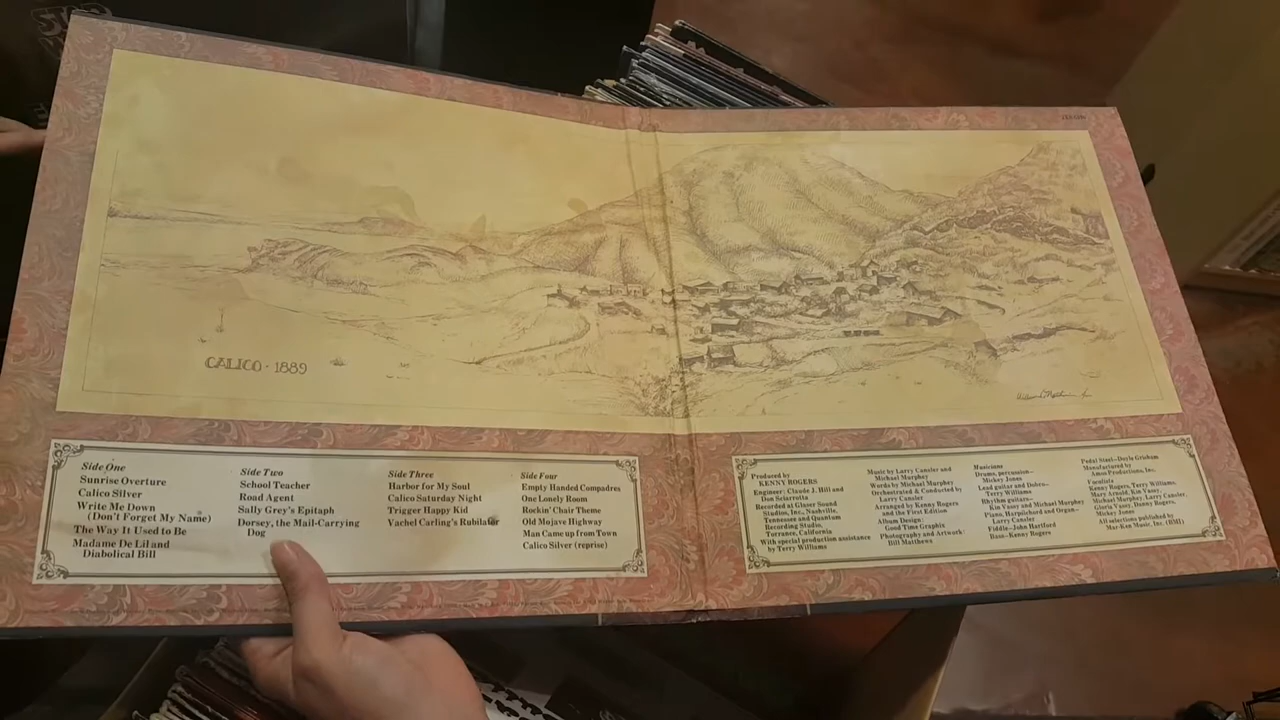 CALICO · 1889
Side One
Sunrise Overture
Calico Silver
Write Me Down
(Don't Forget My Name)
The Way It Used to Be
Madame De Lil and
Diabolical Bill
Side Two
School Teacher
Road Agent
Sally Grey's Epitaph
Dorsey, the Mail-Carrying
Dog
Side Three
Harbor for My Soul
Calico Saturday Night
Trigger Happy Kid
Vachel Carling's Rubilator
Side Four
Empty Handed Compadres
One Lonely Room
Rockin' Chair Theme
Old Mojave Highway
Man Came up from Town
Calico Silver (reprise)
Produced by
KENNY ROGERS
Engineer: Claude J. Hill and
Don Sciarrotta
Recorded at Glaser Sound
Studios, Inc., Nashville,
Tennessee and Quantum
Recording Studio,
Torrance, California
With special production assistance
by Terry Williams
Music by Larry Cansler and
Michael Murphey
Words by Michael Murphey
Orchestrated & Conducted by
Larry Cansler
Arranged by Kenny Rogers
and the First Edition
Album Design:
Good Time Graphix
Photography and Artwork:
Bill Matthews
Musicians
Drums, percussion—
Mickey Jones
Lead guitar and Dobro—
Terry Williams
Rhythm guitar—
Kin Vassy and Michael Murphey
Piano, Harpsichord and Organ—
Larry Cansler
Fiddle—John Hartford
Bass—Kenny Rogers
Pedal Steel—Doyle Grisham
Manufactured by
Amos Productions, Inc.
Vocalists
Kenny Rogers, Terry Williams,
Mary Arnold, Kin Vassy,
Michael Murphey, Larry Cansler,
Gloria Vassy, Danny Rogers,
Mickey Jones
All selections published by
Mar-Ken Music, Inc. (BMI)